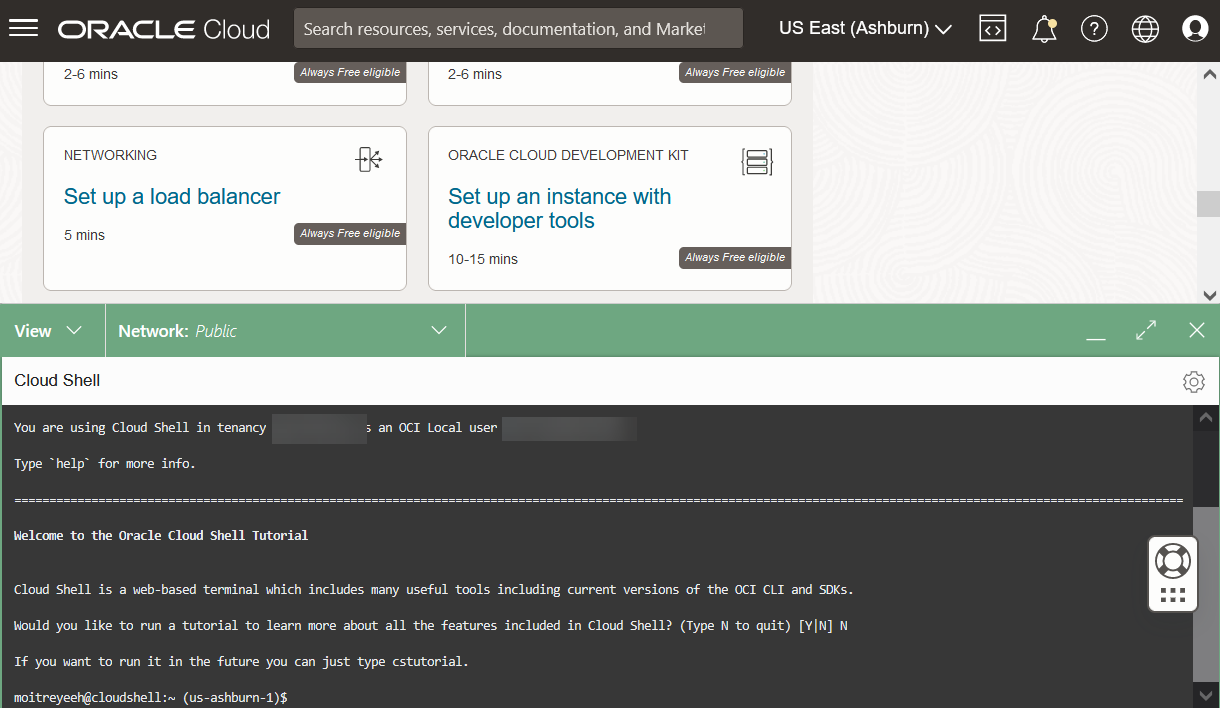 ORACLE Cloud
Search resources, services, documentation, and Market
US East (Ashburn)
2-6 mins
Always Free eligible
2-6 mins
Always Free eligible
NETWORKING
Set up a load balancer
5 mins
Always Free eligible
ORACLE CLOUD DEVELOPMENT KIT
Set up an instance with
developer tools
10-15 mins
Always Free eligible
View
Network: Public
Cloud Shell
You are using Cloud Shell in tenancy s an OCI Local user
Type `help` for more info.
Welcome to the Oracle Cloud Shell Tutorial
Cloud Shell is a web-based terminal which includes many useful tools including current versions of the OCI CLI and SDKs.
Would you like to run a tutorial to learn more about all the features included in Cloud Shell? (Type N to quit) [Y|N] N
If you want to run it in the future you can just type cstutorial.
moitreyeeh@cloudshell:~ (us-ashburn-1)$